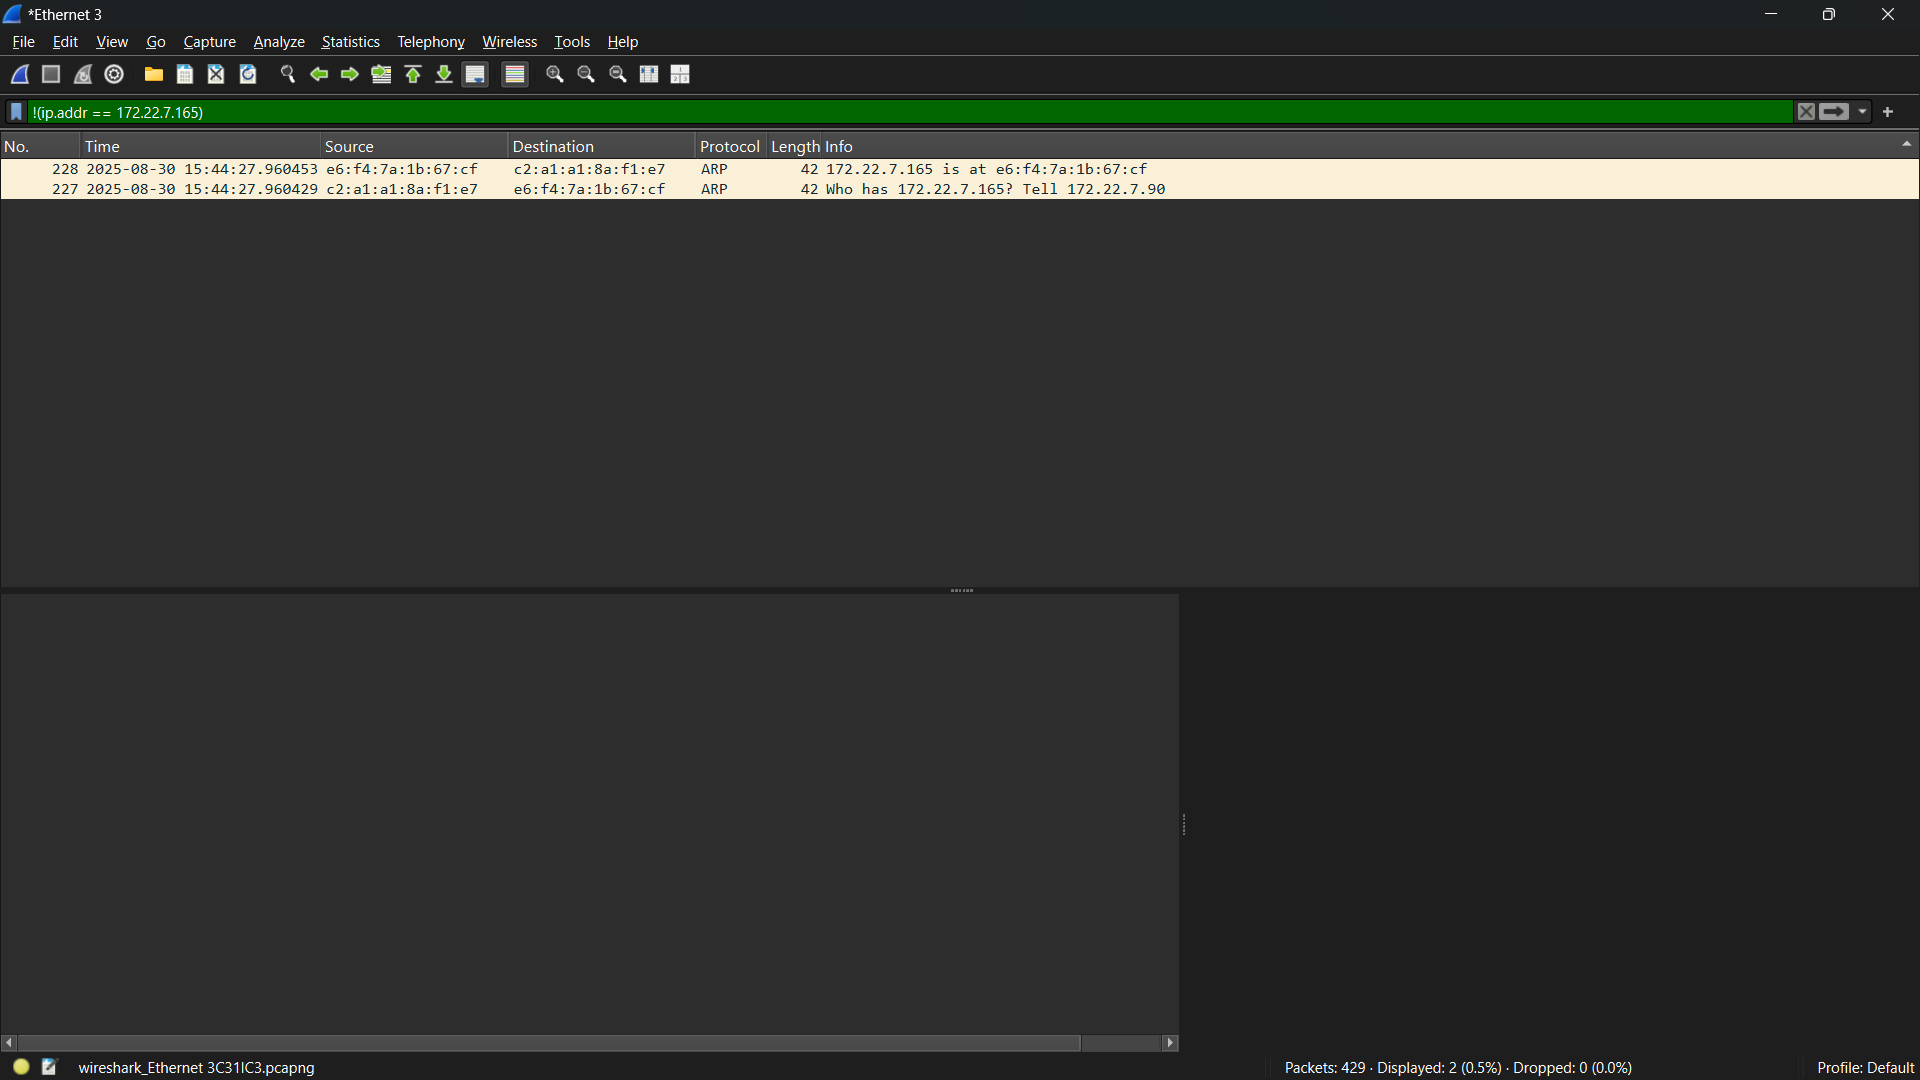 *Ethernet 3
File Edit View Go Capture Analyze Statistics Telephony Wireless Tools Help
!(ip.addr == 172.22.7.165)
No. Time Source Destination Protocol Length Info
228 2025-08-30 15:44:27.960453 e6:f4:7a:1b:67:cf c2:a1:a1:8a:f1:e7 ARP 42 172.22.7.165 is at e6:f4:7a:1b:67:cf
227 2025-08-30 15:44:27.960429 c2:a1:a1:8a:f1:e7 e6:f4:7a:1b:67:cf ARP 42 Who has 172.22.7.165? Tell 172.22.7.90
wireshark_Ethernet 3C31IC3.pcapng Packets: 429 · Displayed: 2 (0.5%) · Dropped: 0 (0.0%) Profile: Default